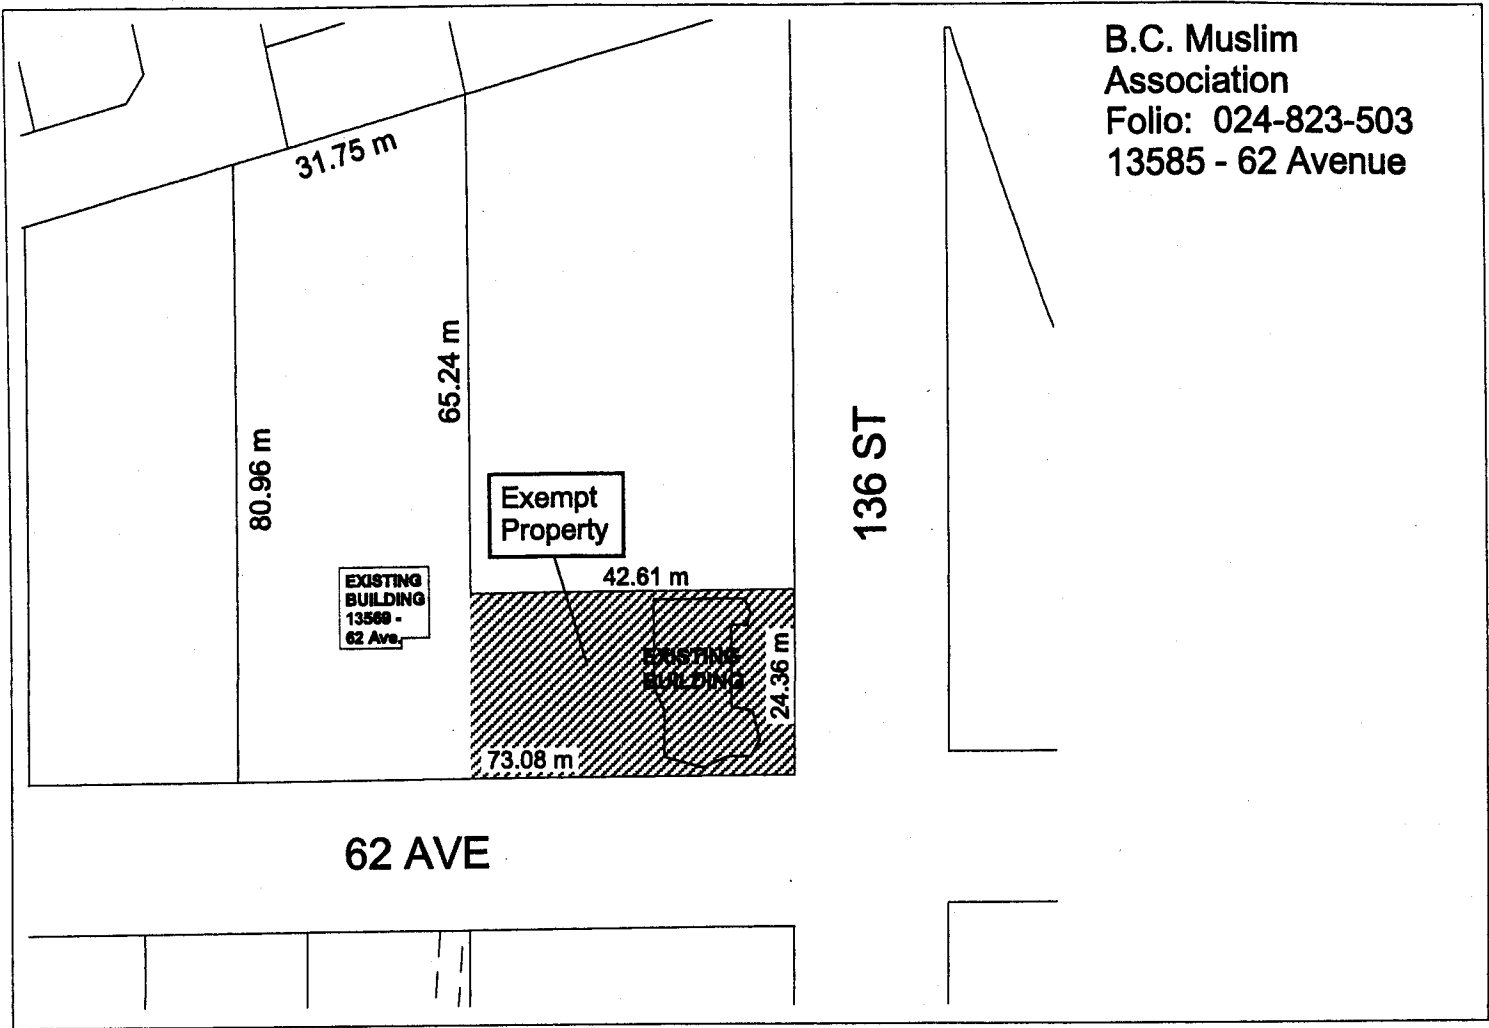 B.C. Muslim
Association
Folio: 024-823-503
13585 - 62 Avenue
31.75 m
65.24 m
80.96 m
136 ST
Exempt
Property
42.61 m
EXISTING
BUILDING
13569 -
62 Ave.
EXISTING
BUILDING
24.36 m
73.08 m
62 AVE